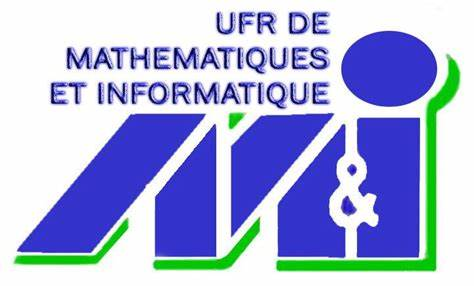 UFR DE
MATHEMATIQUES
ET INFORMATIQUE
M&I